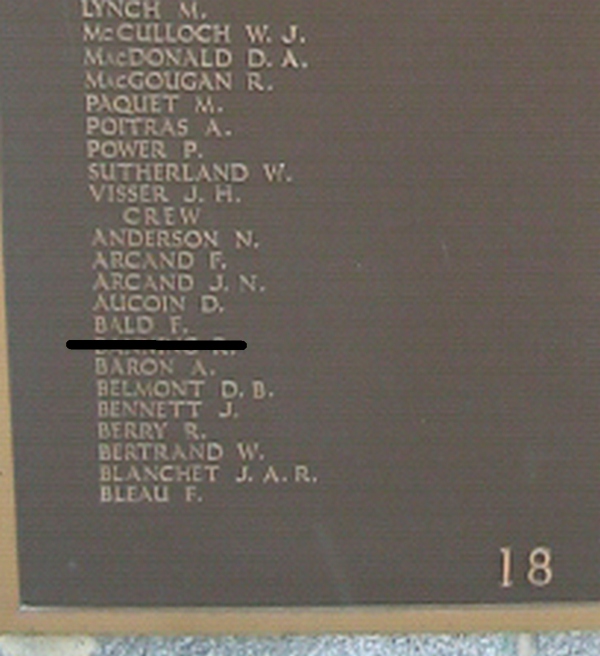 LYNCH M.
McCULLOCH W. J.
MacDONALD D. A.
MacGOUGAN R.
PAQUET M.
POITRAS A.
POWER P.
SUTHERLAND W.
VISSER J. H.
CREW
ANDERSON N.
ARCAND F.
ARCAND J. N.
AUCOIN D.
BALD F.
BARON A.
BELMONT D. B.
BENNETT J.
BERRY R.
BERTRAND W.
BLANCHET J. A. R.
BLEAU F.
18